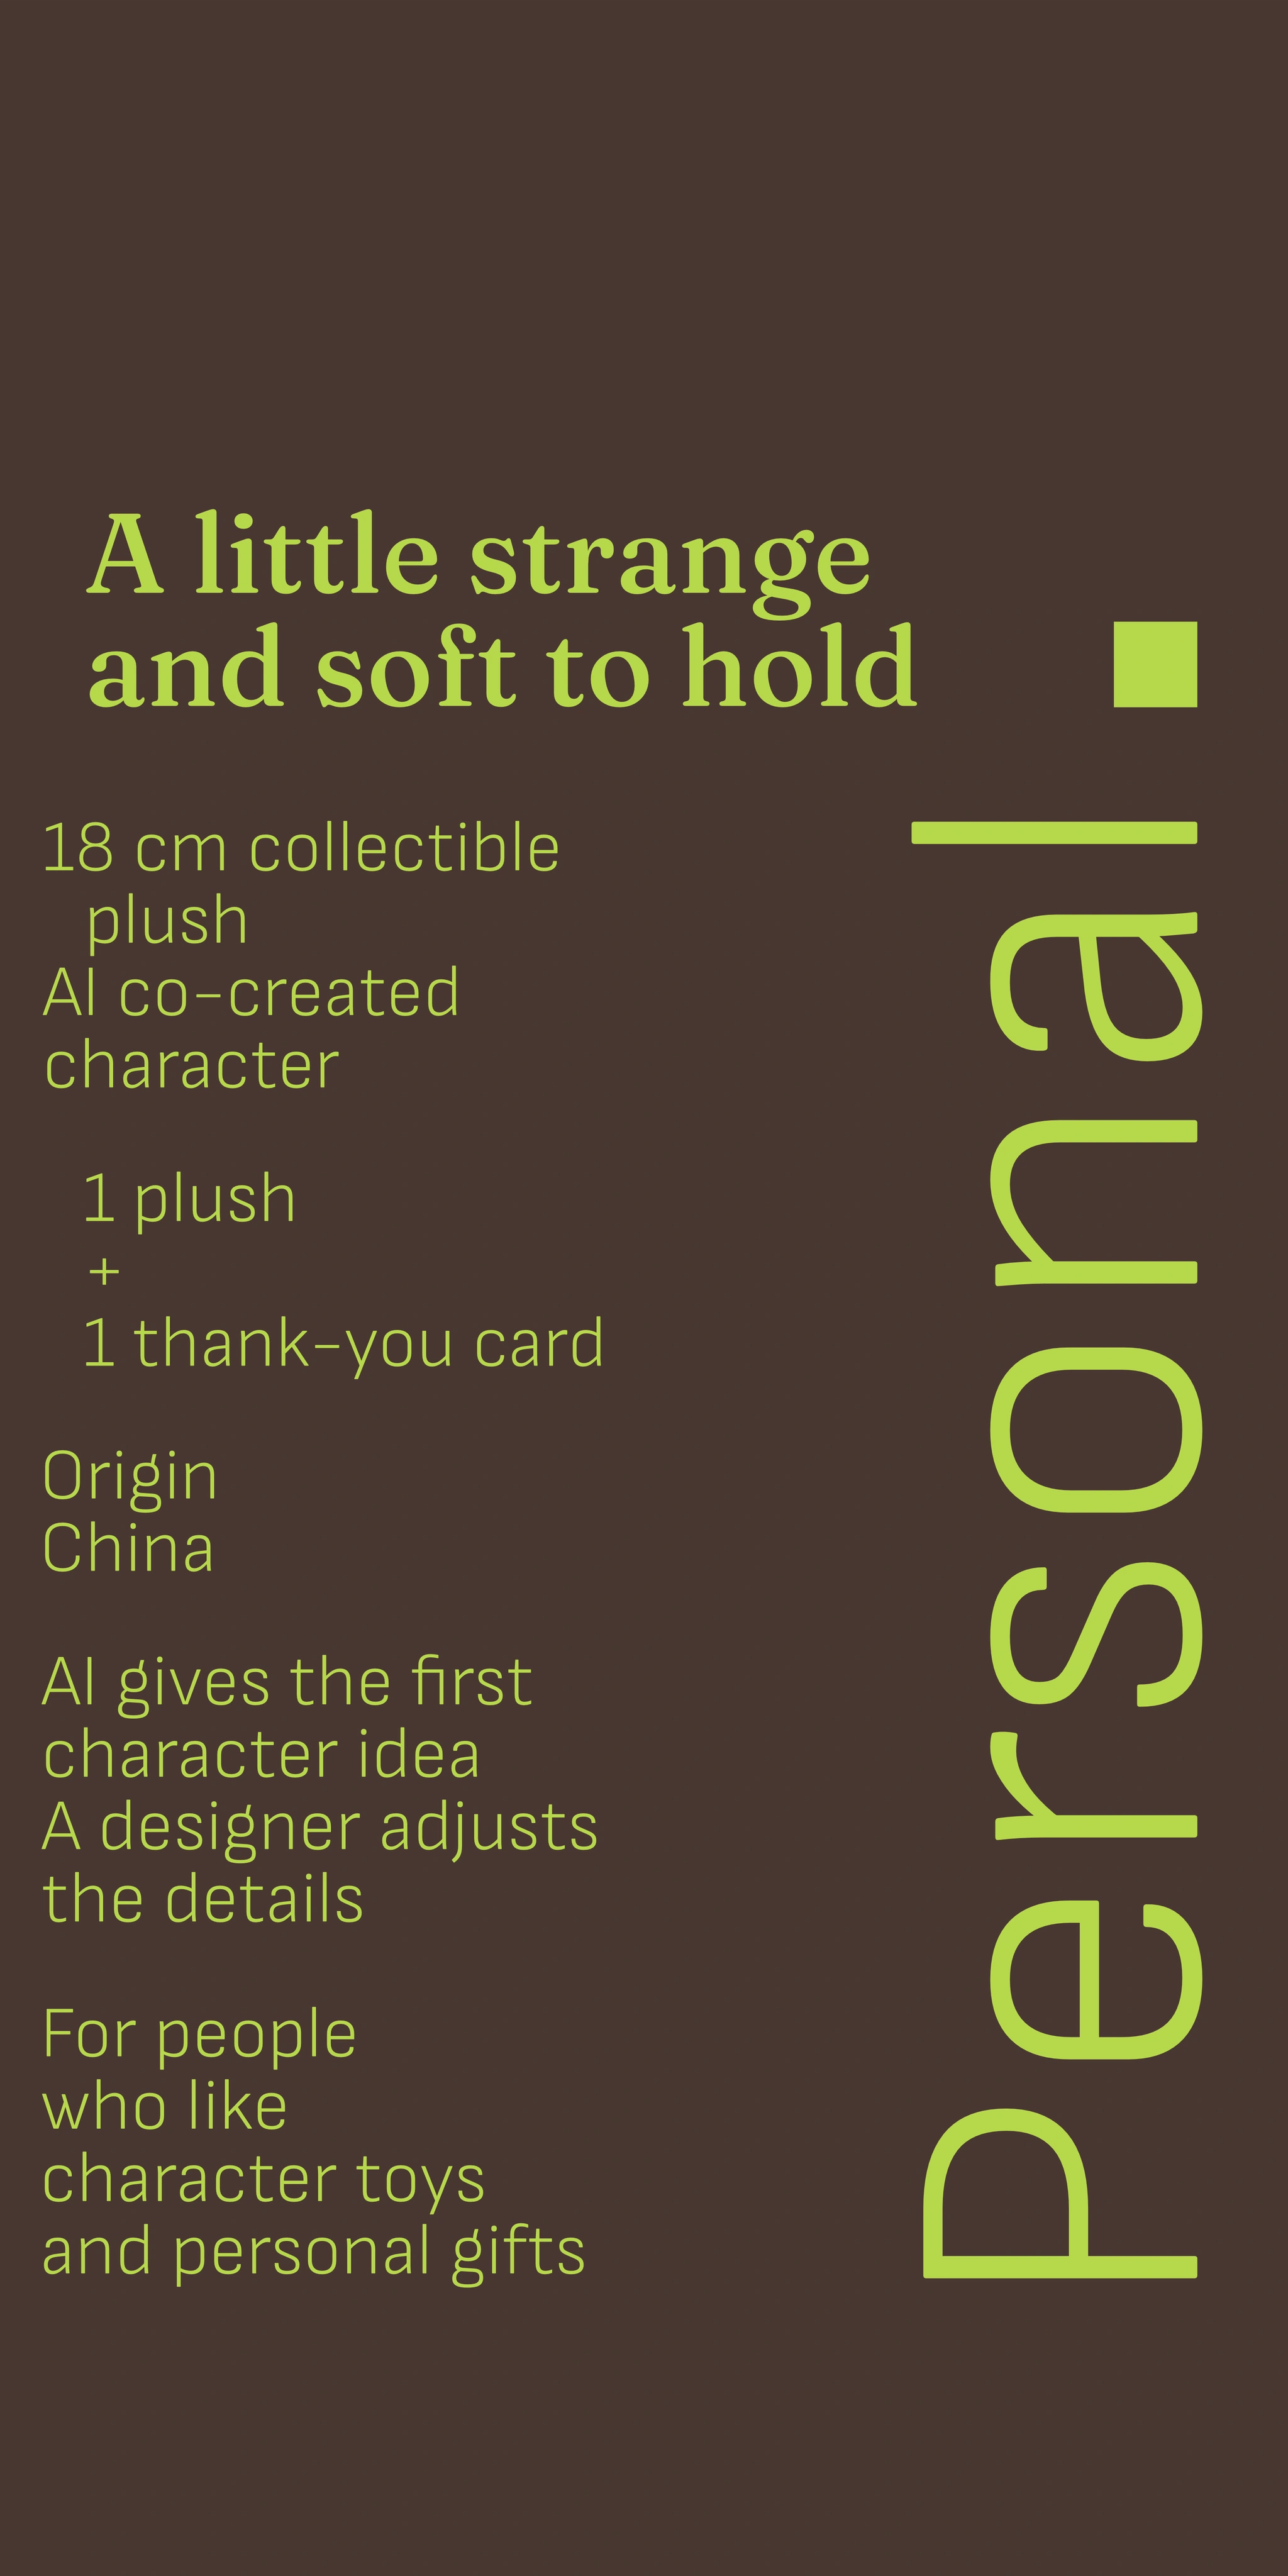 A little strange
and soft to hold
18 cm collectible
plush
AI co-created
character
1 plush
+
1 thank-you card
Origin
China
AI gives the first
character idea
A designer adjusts
the details
For people
who like
character toys
and personal gifts
Personal